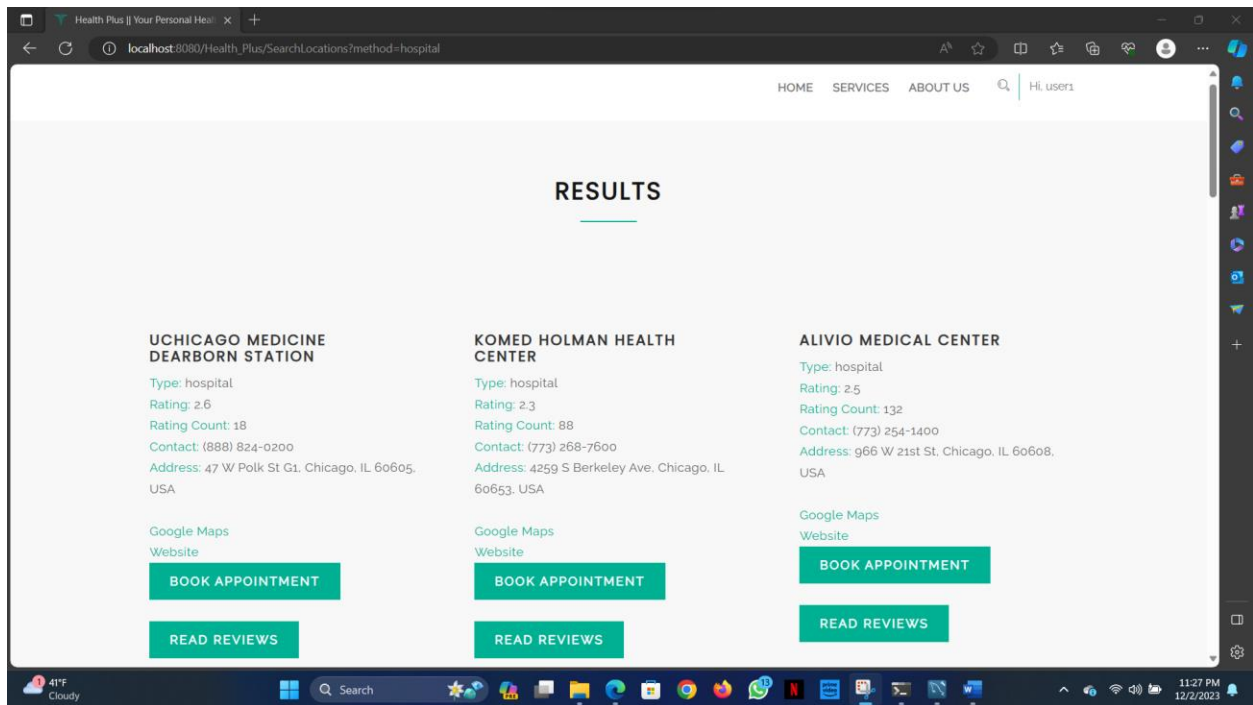 Health Plus || Your Personal Heal
localhost:8080/Health_Plus/SearchLocations?method=hospital
HOME SERVICES ABOUT US Hi, user1
RESULTS
UCHICAGO MEDICINE
DEARBORN STATION
Type: hospital
Rating: 2.6
Rating Count: 18
Contact: (888) 824-0200
Address: 47 W Polk St G1, Chicago, IL 60605,
USA
Google Maps
Website
BOOK APPOINTMENT
READ REVIEWS
KOMED HOLMAN HEALTH
CENTER
Type: hospital
Rating: 2.3
Rating Count: 88
Contact: (773) 268-7600
Address: 4259 S Berkeley Ave, Chicago, IL
60653, USA
Google Maps
Website
BOOK APPOINTMENT
READ REVIEWS
ALIVIO MEDICAL CENTER
Type: hospital
Rating: 2.5
Rating Count: 132
Contact: (773) 254-1400
Address: 966 W 21st St, Chicago, IL 60608,
USA
Google Maps
Website
BOOK APPOINTMENT
READ REVIEWS
1
41°F
Cloudy
Search
13
11:27 PM
12/2/2023